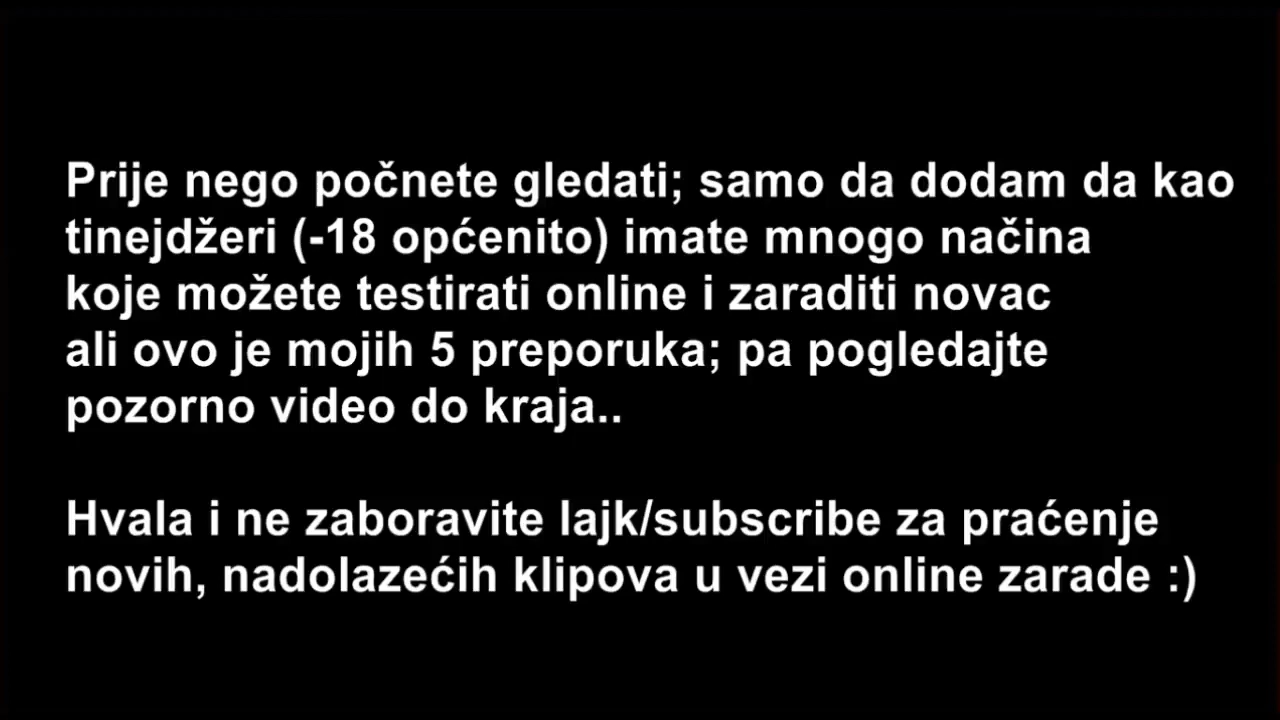 Prije nego počnete gledati; samo da dodam da kao
tinejdžeri (-18 općenito) imate mnogo načina
koje možete testirati online i zaraditi novac
ali ovo je mojih 5 preporuka; pa pogledajte
pozorno video do kraja..
Hvala i ne zaboravite lajk/subscribe za praćenje
novih, nadolazećih klipova u vezi online zarade :)